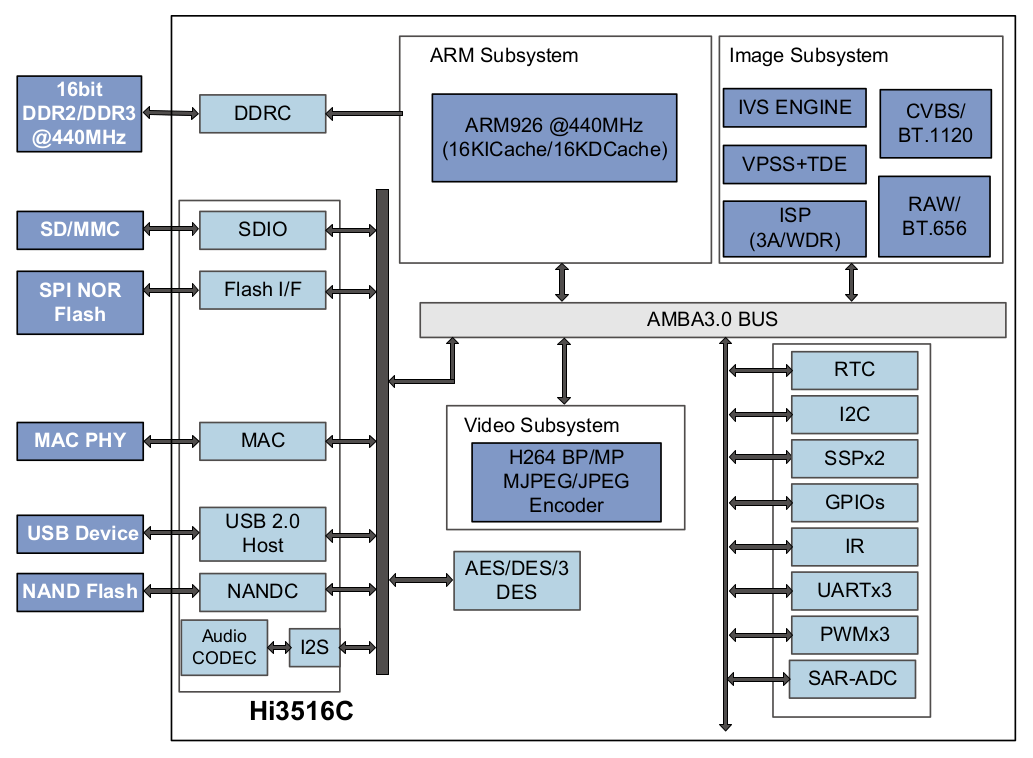 16bit
DDR2/DDR3
@440MHz
DDRC
ARM Subsystem
ARM926 @440MHz
(16KICache/16KDCache)
Image Subsystem
IVS ENGINE
VPSS+TDE
ISP
(3A/WDR)
CVBS/
BT.1120
RAW/
BT.656
SD/MMC
SDIO
SPI NOR
Flash
Flash I/F
AMBA3.0 BUS
MAC PHY
MAC
Video Subsystem
H264 BP/MP
MJPEG/JPEG
Encoder
RTC
I2C
SSPx2
GPIOs
IR
UARTx3
PWMx3
SAR-ADC
USB Device
USB 2.0
Host
AES/DES/3
DES
NAND Flash
NANDC
Audio
CODEC
I2S
Hi3516C